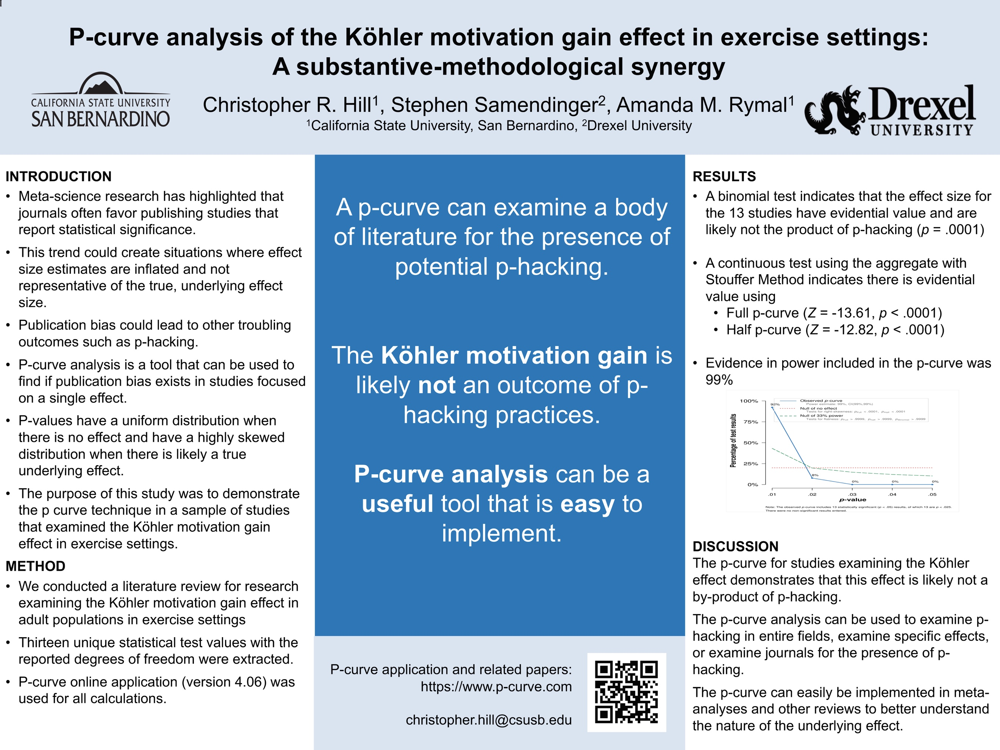 P-curve analysis of the Köhler motivation gain effect in exercise settings:
A substantive-methodological synergy
CALIFORNIA STATE UNIVERSITY
SAN BERNARDINO
Christopher R. Hill1, Stephen Samendinger2, Amanda M. Rymal1
1California State University, San Bernardino, 2Drexel University
Drexel
UNIVERSITY
INTRODUCTION
• Meta-science research has highlighted that
journals often favor publishing studies that
report statistical significance.
• This trend could create situations where effect
size estimates are inflated and not
representative of the true, underlying effect
size.
• Publication bias could lead to other troubling
outcomes such as p-hacking.
• P-curve analysis is a tool that can be used to
find if publication bias exists in studies focused
on a single effect.
• P-values have a uniform distribution when
there is no effect and have a highly skewed
distribution when there is likely a true
underlying effect.
• The purpose of this study was to demonstrate
the p curve technique in a sample of studies
that examined the Köhler motivation gain
effect in exercise settings.
METHOD
• We conducted a literature review for research
examining the Köhler motivation gain effect in
adult populations in exercise settings
• Thirteen unique statistical test values with the
reported degrees of freedom were extracted.
• P-curve online application (version 4.06) was
used for all calculations.
A p-curve can examine a body
of literature for the presence of
potential p-hacking.
The Köhler motivation gain is
likely not an outcome of p-
hacking practices.
P-curve analysis can be a
useful tool that is easy to
implement.
P-curve application and related papers:
https://www.p-curve.com
christopher.hill@csusb.edu
RESULTS
• A binomial test indicates that the effect size for
the 13 studies have evidential value and are
likely not the product of p-hacking (p = .0001)
• A continuous test using the aggregate with
Stouffer Method indicates there is evidential
value using
• Full p-curve (Z = -13.61, p < .0001)
• Half p-curve (Z = -12.82, p < .0001)
• Evidence in power included in the p-curve was
99%
Observed p-curve
Power estimate: 99%, CI(99%,99%)
Null of no effect
Tests for right-skewness: pFull < .0001, pHalf < .0001
Null of 33% power
Tests for flatness: pFull > .9999, pHalf > .9999, pBinomial > .9999
Percentage of test results
100%
75%
50%
25%
0%
92%
8%
0%
0%
0%
.01 .02 .03 .04 .05
p-value
Note: The observed p-curve includes 13 statistically significant (p < .05) results, of which 13 are p < .025.
There were no non-significant results entered.
DISCUSSION
The p-curve for studies examining the Köhler
effect demonstrates that this effect is likely not a
by-product of p-hacking.
The p-curve analysis can be used to examine p-
hacking in entire fields, examine specific effects,
or examine journals for the presence of p-
hacking.
The p-curve can easily be implemented in meta-
analyses and other reviews to better understand
the nature of the underlying effect.